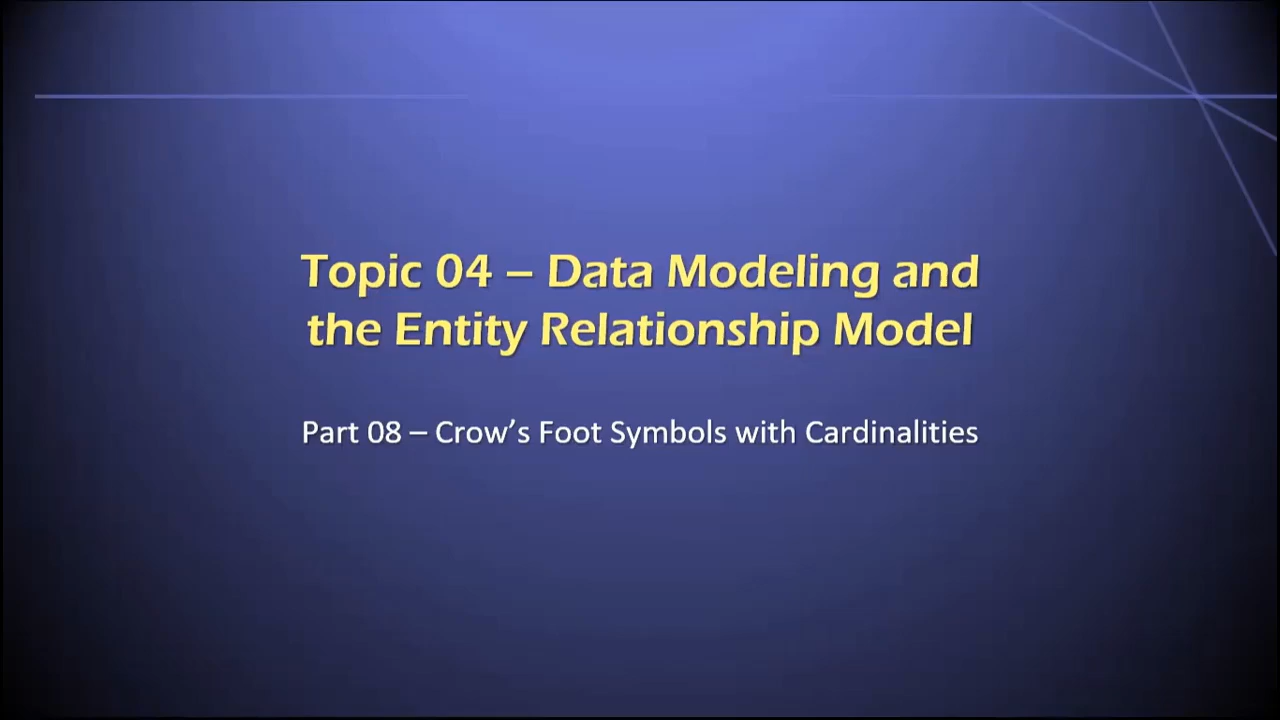 Topic 04 – Data Modeling and
the Entity Relationship Model
Part 08 – Crow’s Foot Symbols with Cardinalities